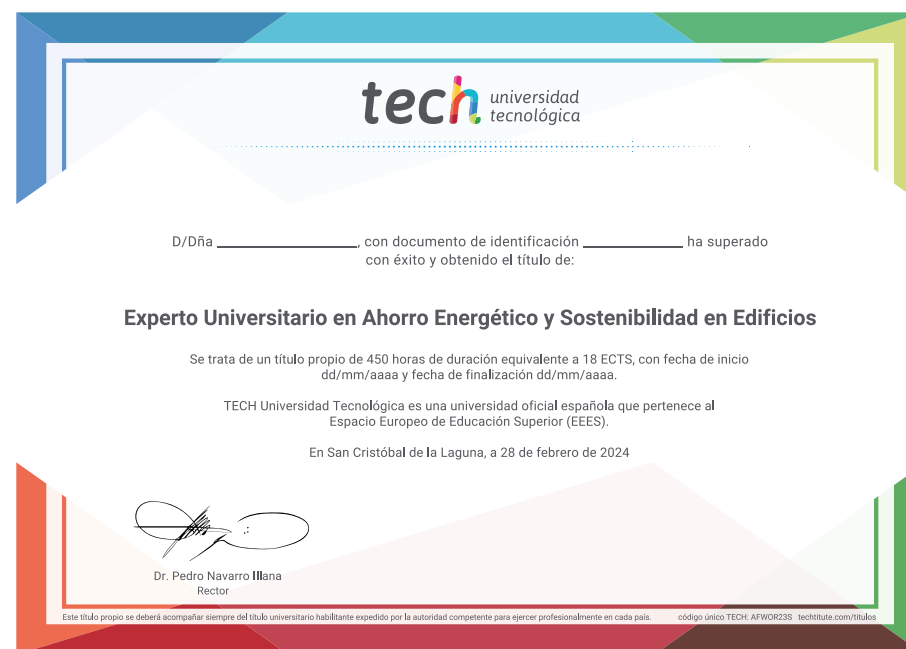 tech universidad
tecnológica
D/Dña ____________________, con documento de identificación ______________ ha superado
con éxito y obtenido el título de:
Experto Universitario en Ahorro Energético y Sostenibilidad en Edificios
Se trata de un título propio de 450 horas de duración equivalente a 18 ECTS, con fecha de inicio
dd/mm/aaaa y fecha de finalización dd/mm/aaaa.
TECH Universidad Tecnológica es una universidad oficial española que pertenece al
Espacio Europeo de Educación Superior (EEES).
En San Cristóbal de la Laguna, a 28 de febrero de 2024
Dr. Pedro Navarro Illana
Rector
Este título propio se deberá acompañar siempre del título universitario habilitante expedido por la autoridad competente para ejercer profesionalmente en cada país. código único TECH: AFWOR23S techtitute.com/titulos